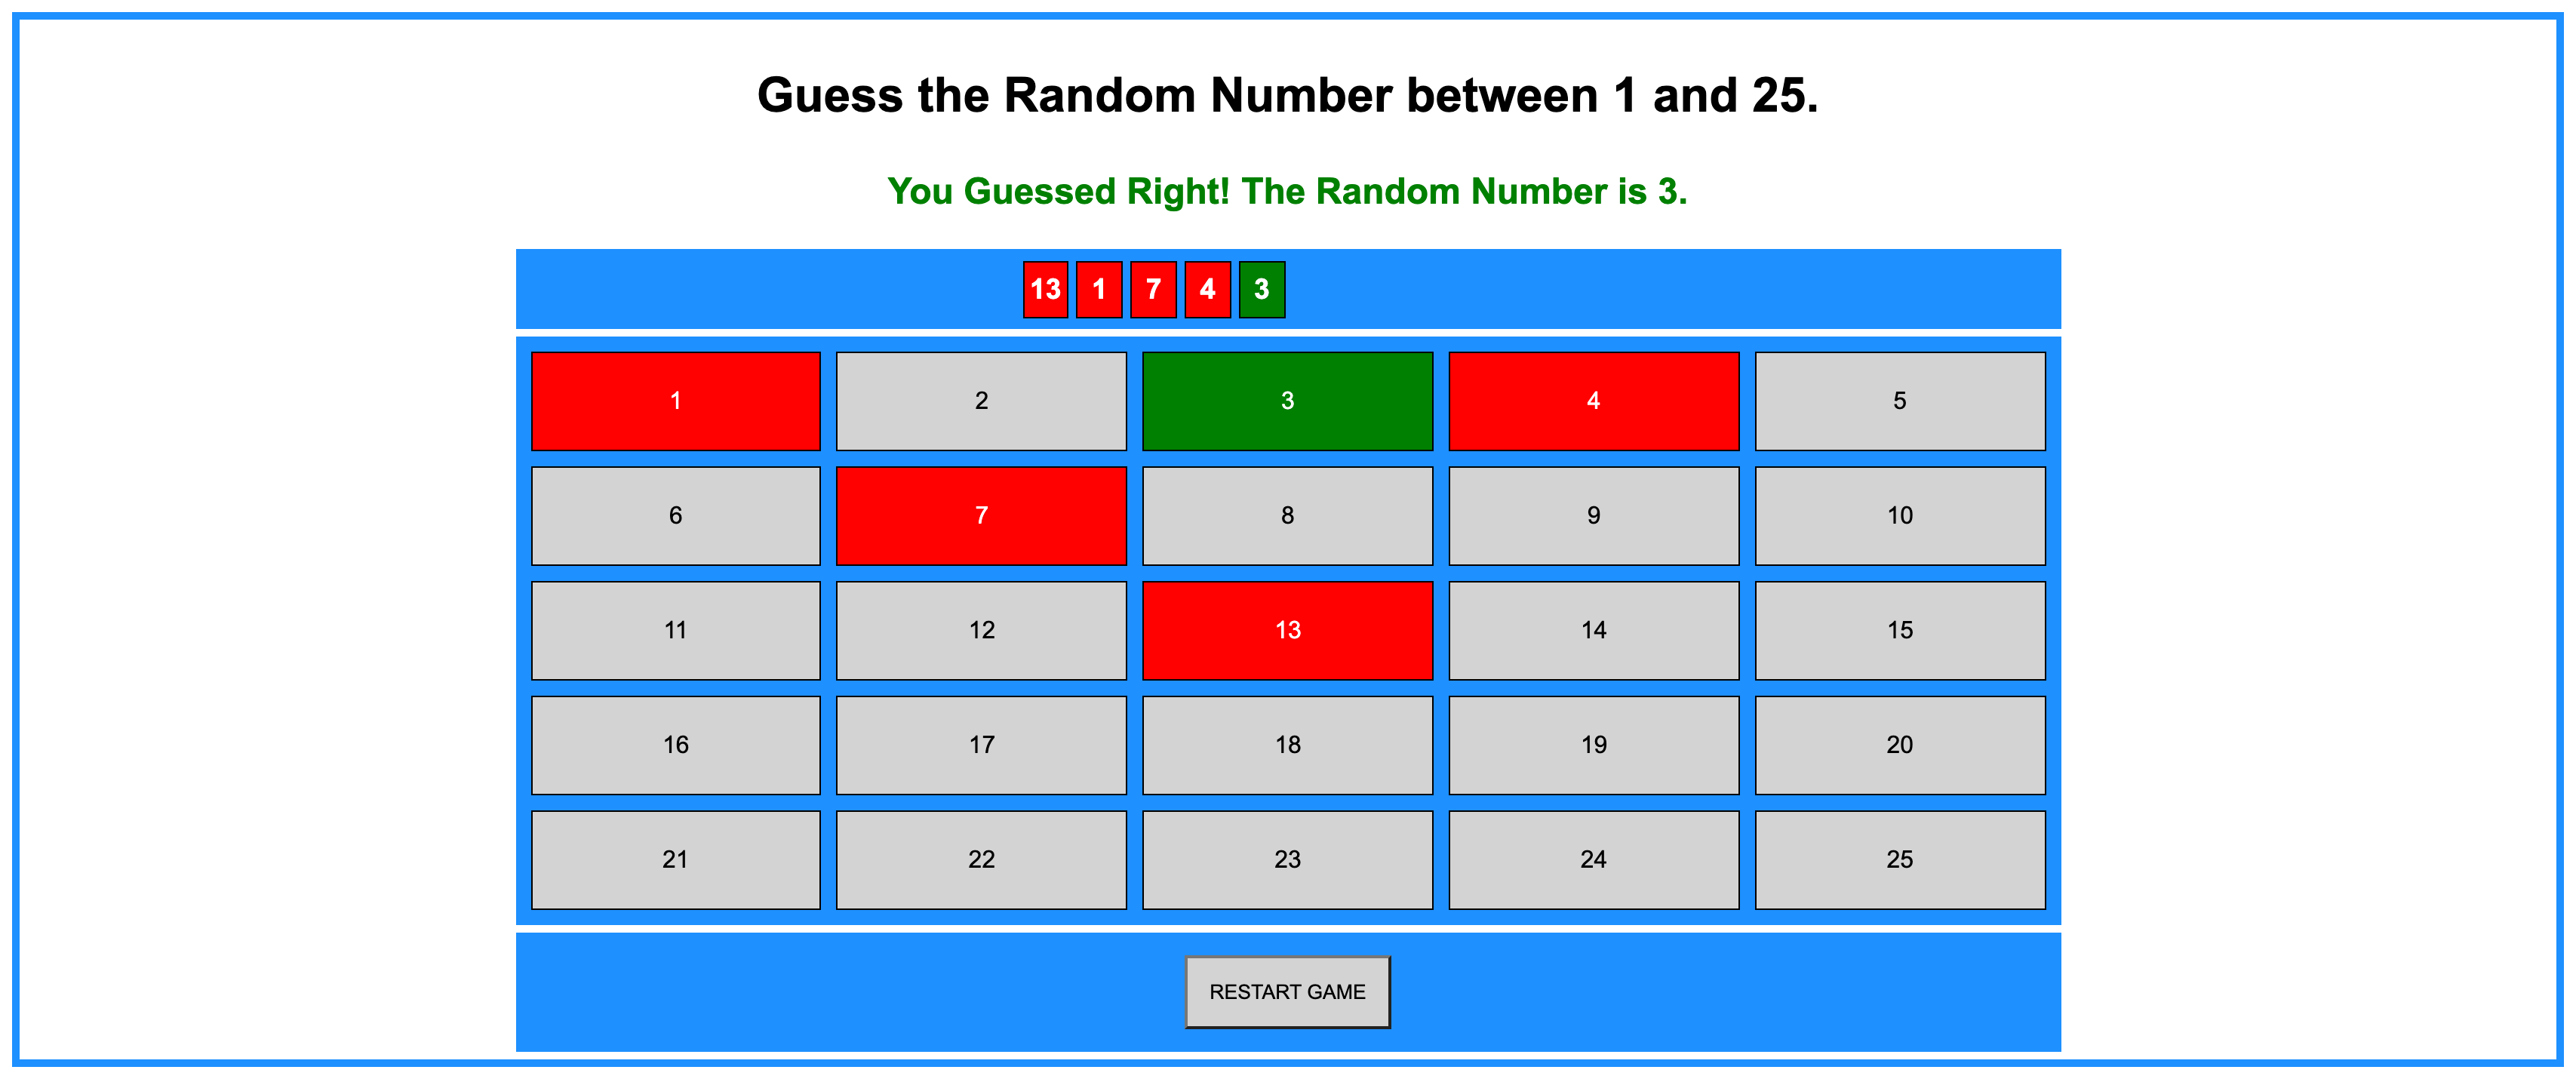 Guess the Random Number between 1 and 25.
You Guessed Right! The Random Number is 3.
13 1 7 4 3
1 2 3 4 5
6 7 8 9 10
11 12 13 14 15
16 17 18 19 20
21 22 23 24 25
RESTART GAME